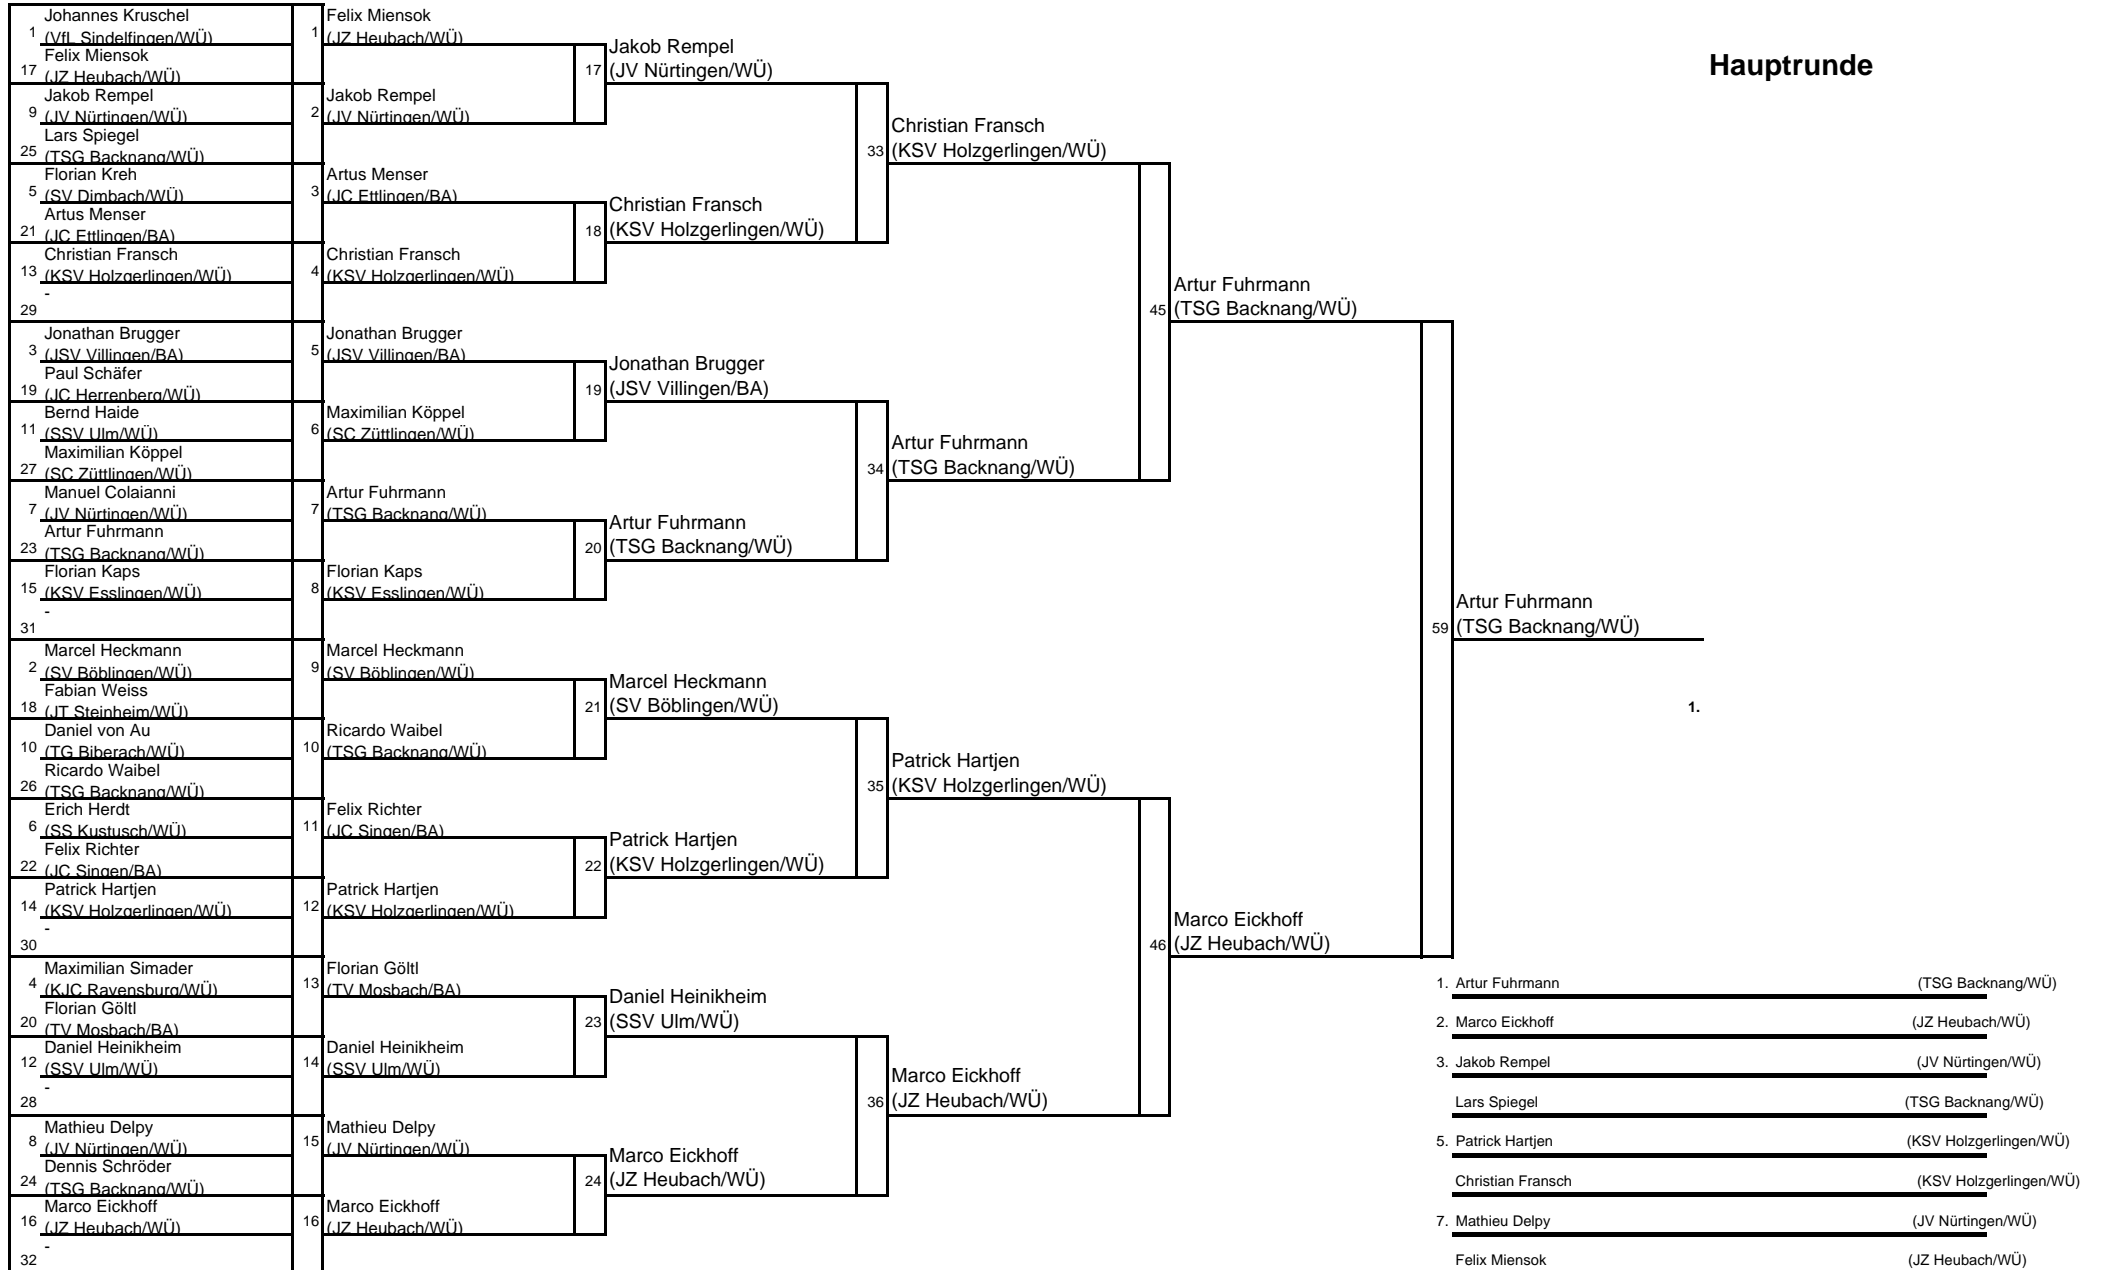 Hauptrunde
1 Johannes Kruschel
(VfL Sindelfingen/WÜ)
17 Felix Miensok
(JZ Heubach/WÜ)
9 Jakob Rempel
(JV Nürtingen/WÜ)
25 Lars Spiegel
(TSG Backnang/WÜ)
5 Florian Kreh
(SV Dimbach/WÜ)
21 Artus Menser
(JC Ettlingen/BA)
13 Christian Fransch
(KSV Holzgerlingen/WÜ)
29 -
3 Jonathan Brugger
(JSV Villingen/BA)
19 Paul Schäfer
(JC Herrenberg/WÜ)
11 Bernd Haide
(SSV Ulm/WÜ)
27 Maximilian Köppel
(SC Züttlingen/WÜ)
7 Manuel Colaianni
(JV Nürtingen/WÜ)
23 Artur Fuhrmann
(TSG Backnang/WÜ)
15 Florian Kaps
(KSV Esslingen/WÜ)
31 -
2 Marcel Heckmann
(SV Böblingen/WÜ)
18 Fabian Weiss
(JT Steinheim/WÜ)
10 Daniel von Au
(TG Biberach/WÜ)
26 Ricardo Waibel
(TSG Backnang/WÜ)
6 Erich Herdt
(SS Kustusch/WÜ)
22 Felix Richter
(JC Singen/BA)
14 Patrick Hartjen
(KSV Holzgerlingen/WÜ)
30 -
4 Maximilian Simader
(KJC Ravensburg/WÜ)
20 Florian Göltl
(TV Mosbach/BA)
12 Daniel Heinikheim
(SSV Ulm/WÜ)
28 -
8 Mathieu Delpy
(JV Nürtingen/WÜ)
24 Dennis Schröder
(TSG Backnang/WÜ)
16 Marco Eickhoff
(JZ Heubach/WÜ)
32 -
1 Felix Miensok
(JZ Heubach/WÜ)
2 Jakob Rempel
(JV Nürtingen/WÜ)
3 Artus Menser
(JC Ettlingen/BA)
4 Christian Fransch
(KSV Holzgerlingen/WÜ)
5 Jonathan Brugger
(JSV Villingen/BA)
6 Maximilian Köppel
(SC Züttlingen/WÜ)
7 Artur Fuhrmann
(TSG Backnang/WÜ)
8 Florian Kaps
(KSV Esslingen/WÜ)
9 Marcel Heckmann
(SV Böblingen/WÜ)
10 Ricardo Waibel
(TSG Backnang/WÜ)
11 Felix Richter
(JC Singen/BA)
12 Patrick Hartjen
(KSV Holzgerlingen/WÜ)
13 Florian Göltl
(TV Mosbach/BA)
14 Daniel Heinikheim
(SSV Ulm/WÜ)
15 Mathieu Delpy
(JV Nürtingen/WÜ)
16 Marco Eickhoff
(JZ Heubach/WÜ)
17 Jakob Rempel
(JV Nürtingen/WÜ)
18 Christian Fransch
(KSV Holzgerlingen/WÜ)
19 Jonathan Brugger
(JSV Villingen/BA)
20 Artur Fuhrmann
(TSG Backnang/WÜ)
21 Marcel Heckmann
(SV Böblingen/WÜ)
22 Patrick Hartjen
(KSV Holzgerlingen/WÜ)
23 Daniel Heinikheim
(SSV Ulm/WÜ)
24 Marco Eickhoff
(JZ Heubach/WÜ)
33 Christian Fransch
(KSV Holzgerlingen/WÜ)
34 Artur Fuhrmann
(TSG Backnang/WÜ)
35 Patrick Hartjen
(KSV Holzgerlingen/WÜ)
36 Marco Eickhoff
(JZ Heubach/WÜ)
45 Artur Fuhrmann
(TSG Backnang/WÜ)
46 Marco Eickhoff
(JZ Heubach/WÜ)
59 Artur Fuhrmann
(TSG Backnang/WÜ)
1.
1. Artur Fuhrmann (TSG Backnang/WÜ)
2. Marco Eickhoff (JZ Heubach/WÜ)
3. Jakob Rempel (JV Nürtingen/WÜ)
Lars Spiegel (TSG Backnang/WÜ)
5. Patrick Hartjen (KSV Holzgerlingen/WÜ)
Christian Fransch (KSV Holzgerlingen/WÜ)
7. Mathieu Delpy (JV Nürtingen/WÜ)
Felix Miensok (JZ Heubach/WÜ)